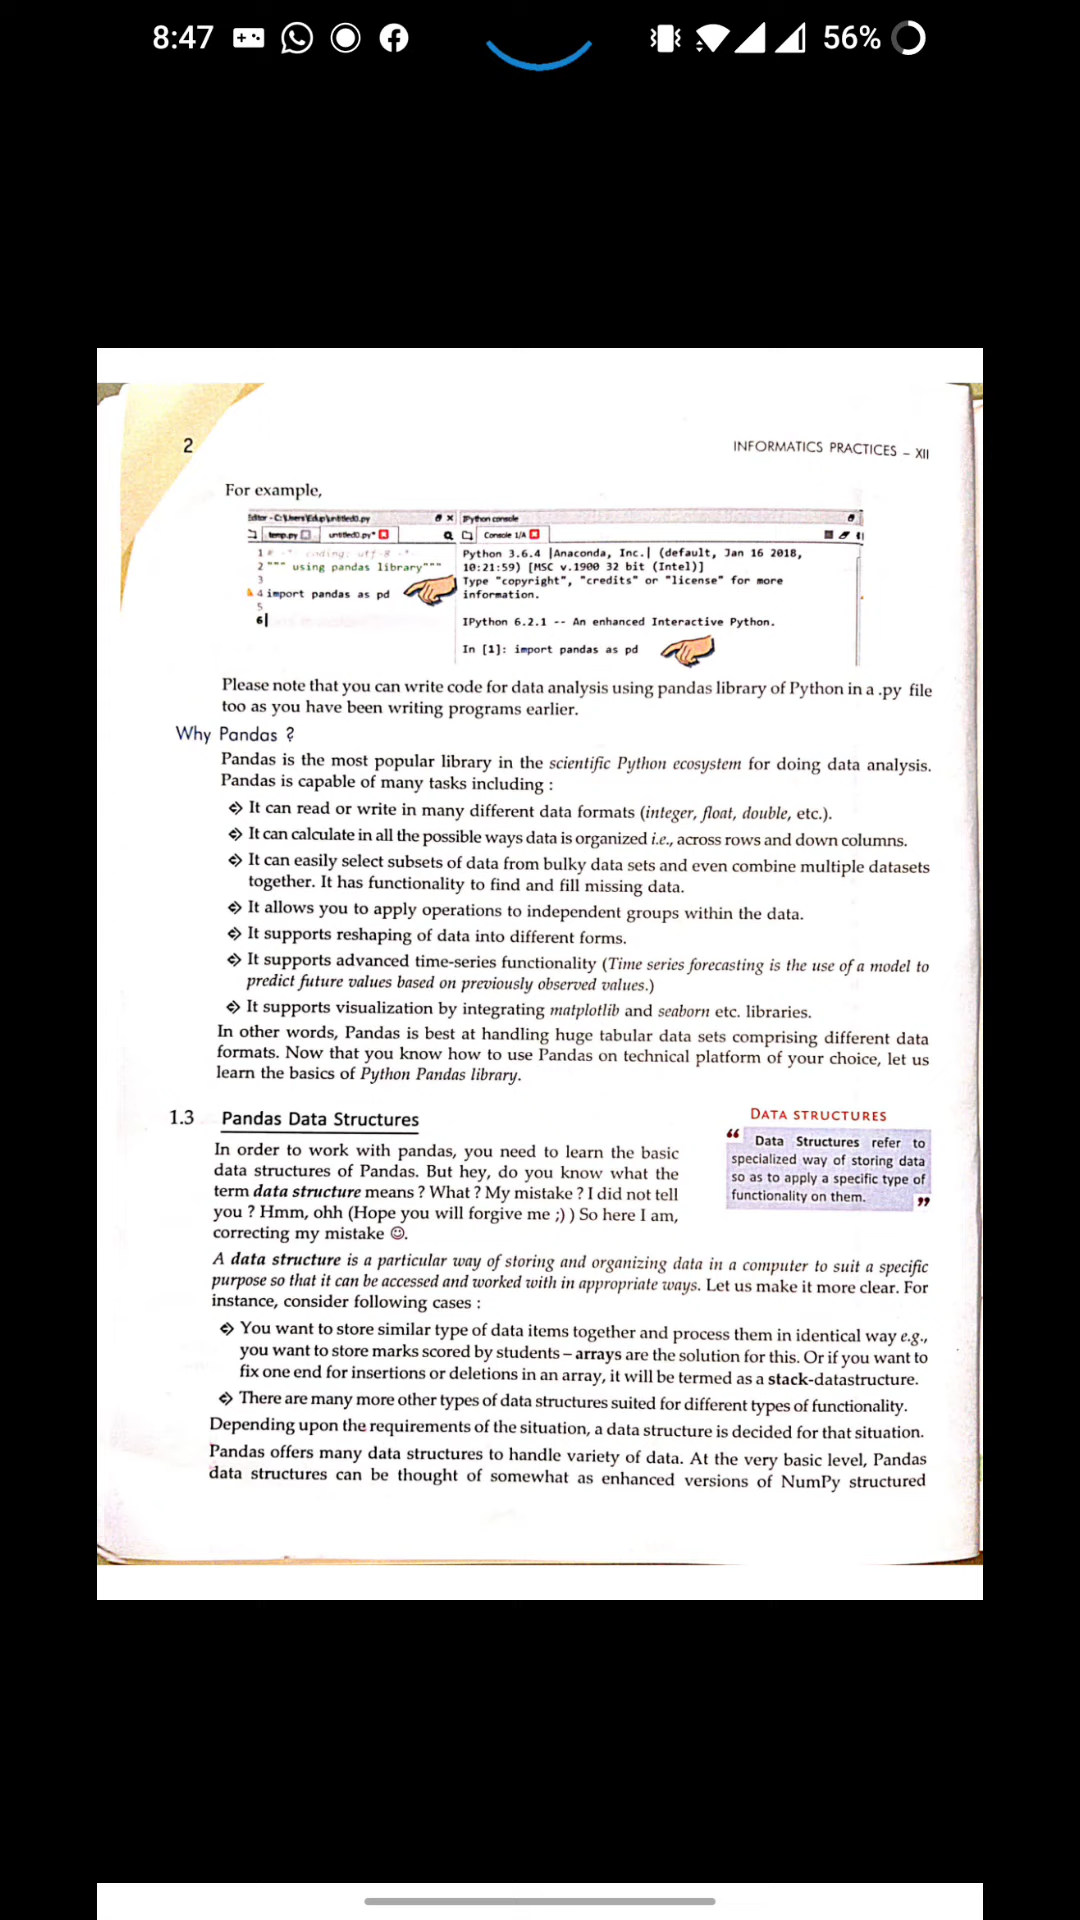 8:47
56%
2
INFORMATICS PRACTICES – XII
For example,
Editor - C:\Users\Edup\untitled0.py
IPython console
temp.py
untitled0.py*
Console 1/A
1 # -*- coding: utf-8 -*-
2 """ using pandas library"""
3
4 import pandas as pd
5
6
Python 3.6.4 |Anaconda, Inc.| (default, Jan 16 2018,
10:21:59) [MSC v.1900 32 bit (Intel)]
Type "copyright", "credits" or "license" for more
information.
IPython 6.2.1 -- An enhanced Interactive Python.
In [1]: import pandas as pd
Please note that you can write code for data analysis using pandas library of Python in a .py file
too as you have been writing programs earlier.
Why Pandas ?
Pandas is the most popular library in the scientific Python ecosystem for doing data analysis.
Pandas is capable of many tasks including :
It can read or write in many different data formats (integer, float, double, etc.).
It can calculate in all the possible ways data is organized i.e., across rows and down columns.
It can easily select subsets of data from bulky data sets and even combine multiple datasets
together. It has functionality to find and fill missing data.
It allows you to apply operations to independent groups within the data.
It supports reshaping of data into different forms.
It supports advanced time-series functionality (Time series forecasting is the use of a model to
predict future values based on previously observed values.)
It supports visualization by integrating matplotlib and seaborn etc. libraries.
In other words, Pandas is best at handling huge tabular data sets comprising different data
formats. Now that you know how to use Pandas on technical platform of your choice, let us
learn the basics of Python Pandas library.
1.3 Pandas Data Structures
In order to work with pandas, you need to learn the basic
data structures of Pandas. But hey, do you know what the
term data structure means ? What ? My mistake ? I did not tell
you ? Hmm, ohh (Hope you will forgive me ;) ) So here I am,
correcting my mistake ☺.
DATA STRUCTURES
❝ Data Structures refer to
specialized way of storing data
so as to apply a specific type of
functionality on them. ❞
A data structure is a particular way of storing and organizing data in a computer to suit a specific
purpose so that it can be accessed and worked with in appropriate ways. Let us make it more clear. For
instance, consider following cases :
You want to store similar type of data items together and process them in identical way e.g.,
you want to store marks scored by students – arrays are the solution for this. Or if you want to
fix one end for insertions or deletions in an array, it will be termed as a stack-datastructure.
There are many more other types of data structures suited for different types of functionality.
Depending upon the requirements of the situation, a data structure is decided for that situation.
Pandas offers many data structures to handle variety of data. At the very basic level, Pandas
data structures can be thought of somewhat as enhanced versions of NumPy structured